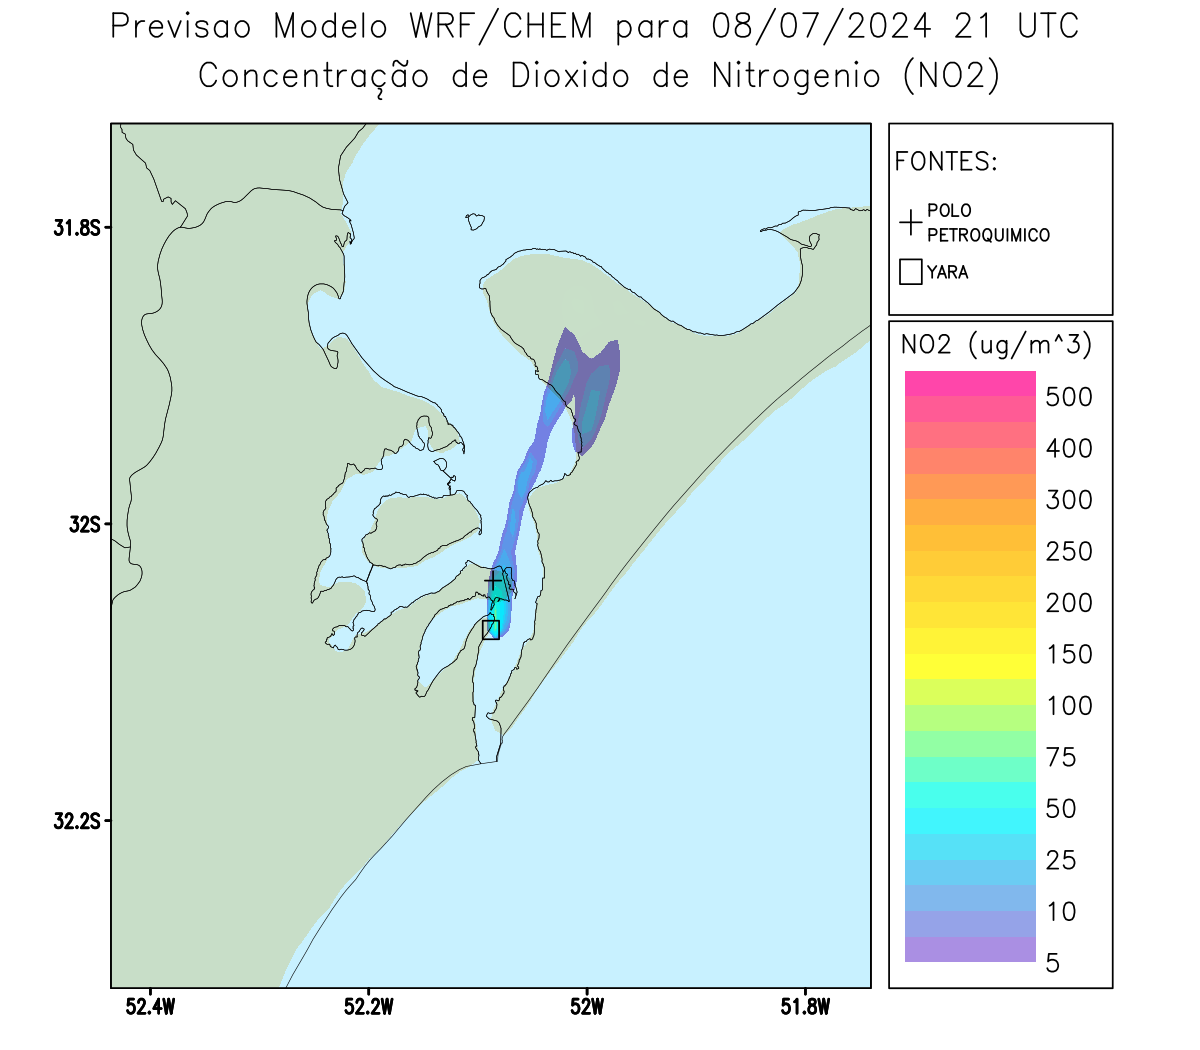 Previsao Modelo WRF/CHEM para 08/07/2024 21 UTC
Concentração de Dioxido de Nitrogenio (NO2)
FONTES:
POLO
PETROQUIMICO
YARA
NO2 (ug/m^3)
500
400
300
250
200
150
100
75
50
25
10
5
31.8S
32S
32.2S
52.4W
52.2W
52W
51.8W